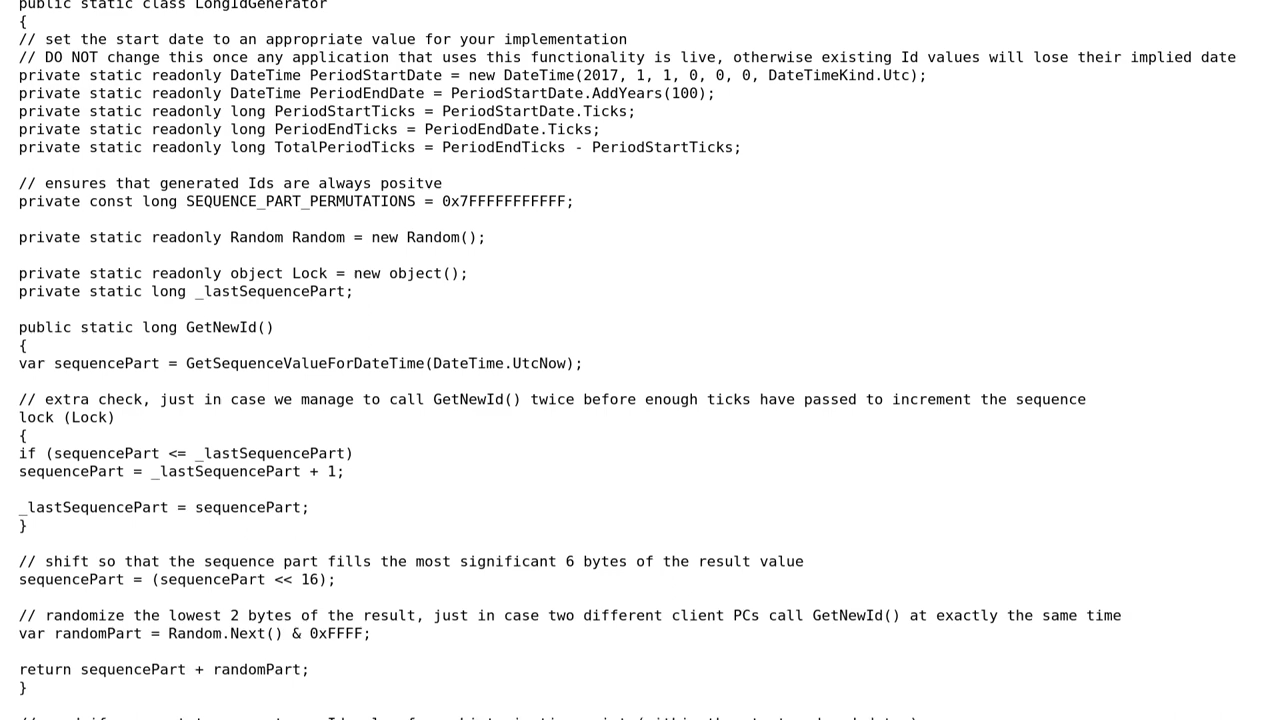 public static class LongIdGenerator
{
// set the start date to an appropriate value for your implementation
// DO NOT change this once any application that uses this functionality is live, otherwise existing Id values will lose their implied date
private static readonly DateTime PeriodStartDate = new DateTime(2017, 1, 1, 0, 0, 0, DateTimeKind.Utc);
private static readonly DateTime PeriodEndDate = PeriodStartDate.AddYears(100);
private static readonly long PeriodStartTicks = PeriodStartDate.Ticks;
private static readonly long PeriodEndTicks = PeriodEndDate.Ticks;
private static readonly long TotalPeriodTicks = PeriodEndTicks - PeriodStartTicks;
// ensures that generated Ids are always positve
private const long SEQUENCE_PART_PERMUTATIONS = 0x7FFFFFFFFFFF;
private static readonly Random Random = new Random();
private static readonly object Lock = new object();
private static long _lastSequencePart;
public static long GetNewId()
{
var sequencePart = GetSequenceValueForDateTime(DateTime.UtcNow);
// extra check, just in case we manage to call GetNewId() twice before enough ticks have passed to increment the sequence
lock (Lock)
{
if (sequencePart <= _lastSequencePart)
sequencePart = _lastSequencePart + 1;
_lastSequencePart = sequencePart;
}
// shift so that the sequence part fills the most significant 6 bytes of the result value
sequencePart = (sequencePart << 16);
// randomize the lowest 2 bytes of the result, just in case two different client PCs call GetNewId() at exactly the same time
var randomPart = Random.Next() & 0xFFFF;
return sequencePart + randomPart;
}